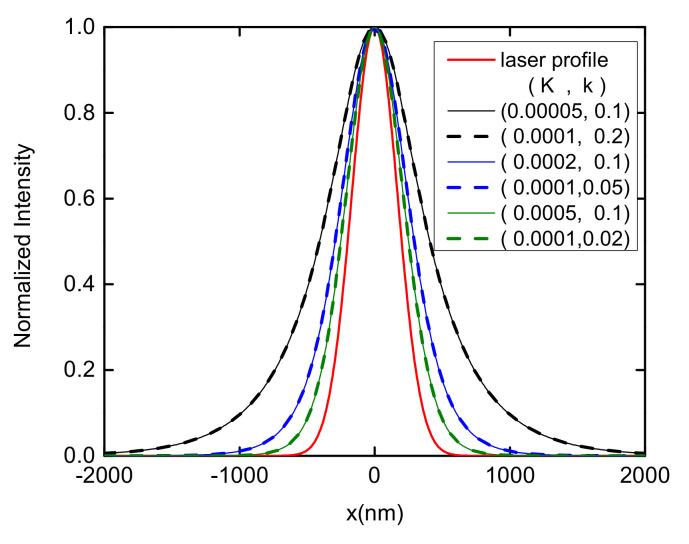 1.0
0.8
0.6
0.4
0.2
0.0
Normalized Intensity
laser profile
( K , k )
(0.00005, 0.1)
( 0.0001, 0.2)
( 0.0002, 0.1)
( 0.0001,0.05)
( 0.0005, 0.1)
( 0.0001,0.02)
-2000 -1000 0 1000 2000
x(nm)